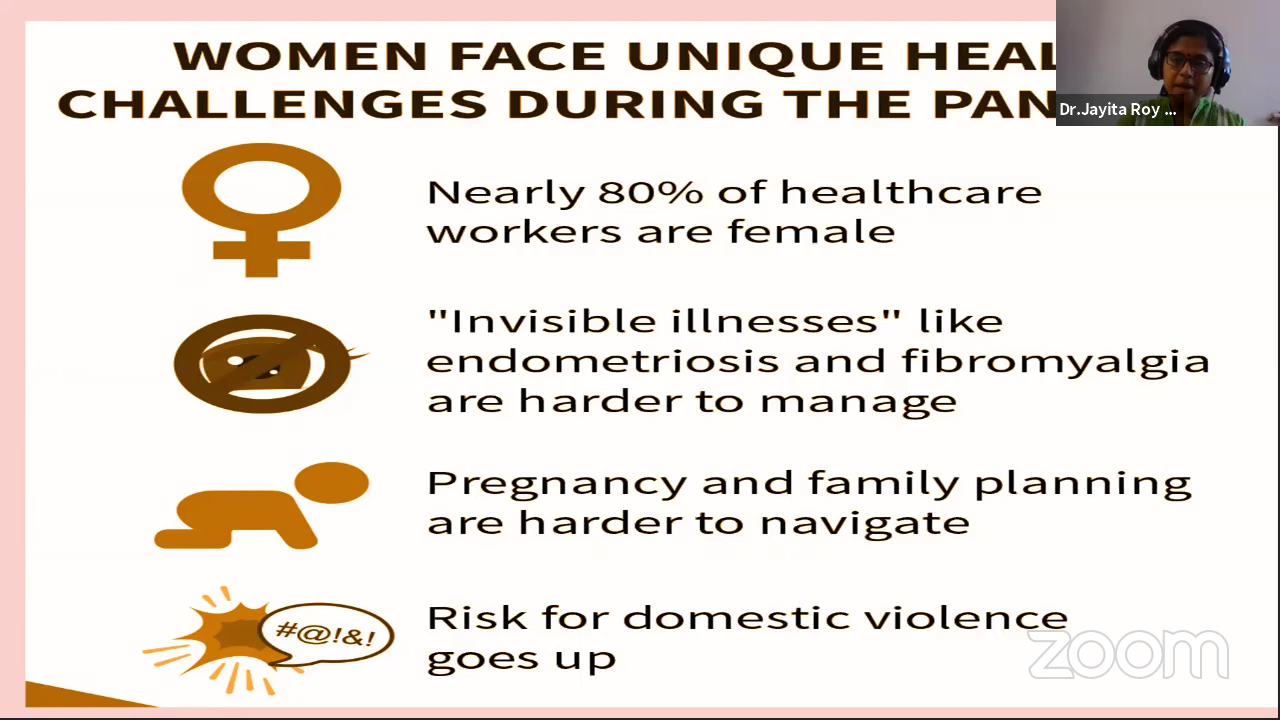 WOMEN FACE UNIQUE HEAL
CHALLENGES DURING THE PAN
Dr.Jayita Roy ...
Nearly 80% of healthcare
workers are female
"Invisible illnesses" like
endometriosis and fibromyalgia
are harder to manage
Pregnancy and family planning
are harder to navigate
#@!&!
Risk for domestic violence
goes up
zoom